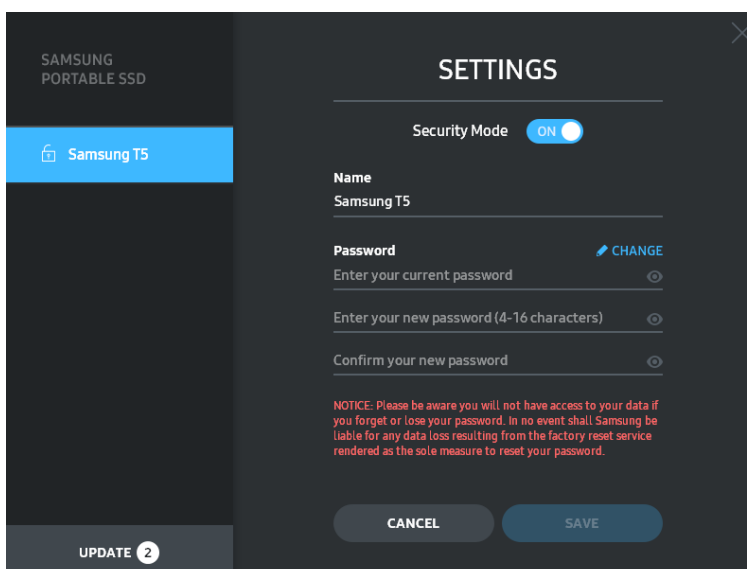 SAMSUNG
PORTABLE SSD
Samsung T5
UPDATE 2
SETTINGS
Security Mode ON
Name
Samsung T5
Password CHANGE
Enter your current password
Enter your new password (4-16 characters)
Confirm your new password
NOTICE: Please be aware you will not have access to your data if
you forget or lose your password. In no event shall Samsung be
liable for any data loss resulting from the factory reset service
rendered as the sole measure to reset your password.
CANCEL SAVE